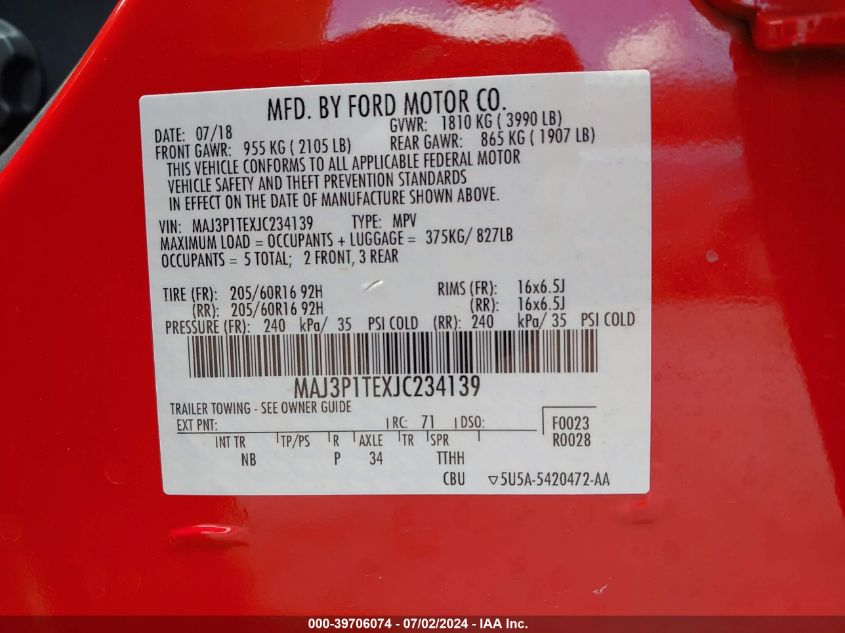 MFD. BY FORD MOTOR CO.
DATE: 07/18 GVWR: 1810 KG ( 3990 LB)
FRONT GAWR: 955 KG ( 2105 LB) REAR GAWR: 865 KG ( 1907 LB)
THIS VEHICLE CONFORMS TO ALL APPLICABLE FEDERAL MOTOR
VEHICLE SAFETY AND THEFT PREVENTION STANDARDS
IN EFFECT ON THE DATE OF MANUFACTURE SHOWN ABOVE.
VIN: MAJ3P1TEXJC234139 TYPE: MPV
MAXIMUM LOAD = OCCUPANTS + LUGGAGE = 375KG/ 827LB
OCCUPANTS = 5 TOTAL; 2 FRONT, 3 REAR
TIRE (FR): 205/60R16 92H RIMS (FR): 16x6.5J
(RR): 205/60R16 92H (RR): 16x6.5J
PRESSURE (FR): 240 kPa/ 35 PSI COLD (RR): 240 kPa/ 35 PSI COLD
MAJ3P1TEXJC234139
TRAILER TOWING - SEE OWNER GUIDE
EXT PNT: RC: 71 DSO: F0023
INT TR TP/PS R AXLE TR SPR R0028
NB P 34 TTHH
CBU ▽5U5A-5420472-AA
000-39706074 / 07/02/2024 - IAA Inc.